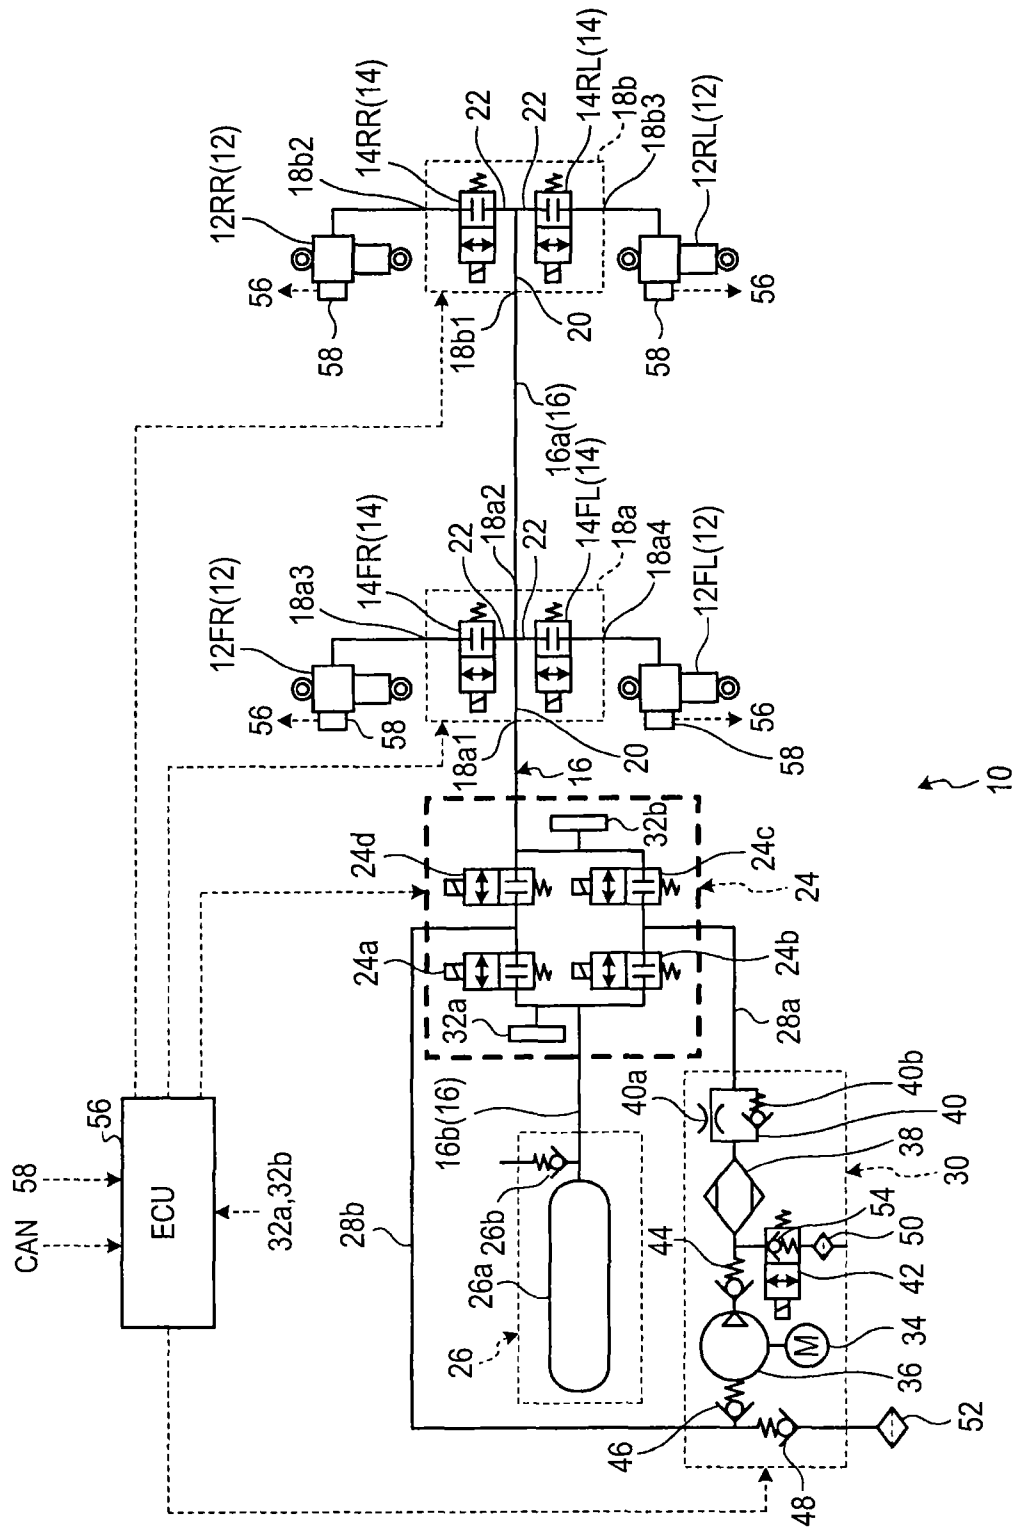 12RR(12)
18b2
14RR(14)
22
22
14RL(14)
18b
18b3
12RL(12)
56
58
18b1
20
56
58
16a(16)
12FR(12)
18a3
14FR(14)
22
18a2
22
14FL(14)
18a
18a4
12FL(12)
56
58
18a1
16
20
56
58
10
24d
32b
24c
24
24a
32a
24b
28a
56
58
CAN
ECU
32a,32b
16b(16)
28b
26b
26a
26
40a
40b
40
38
30
54
50
44
42
34
M
36
46
52
48